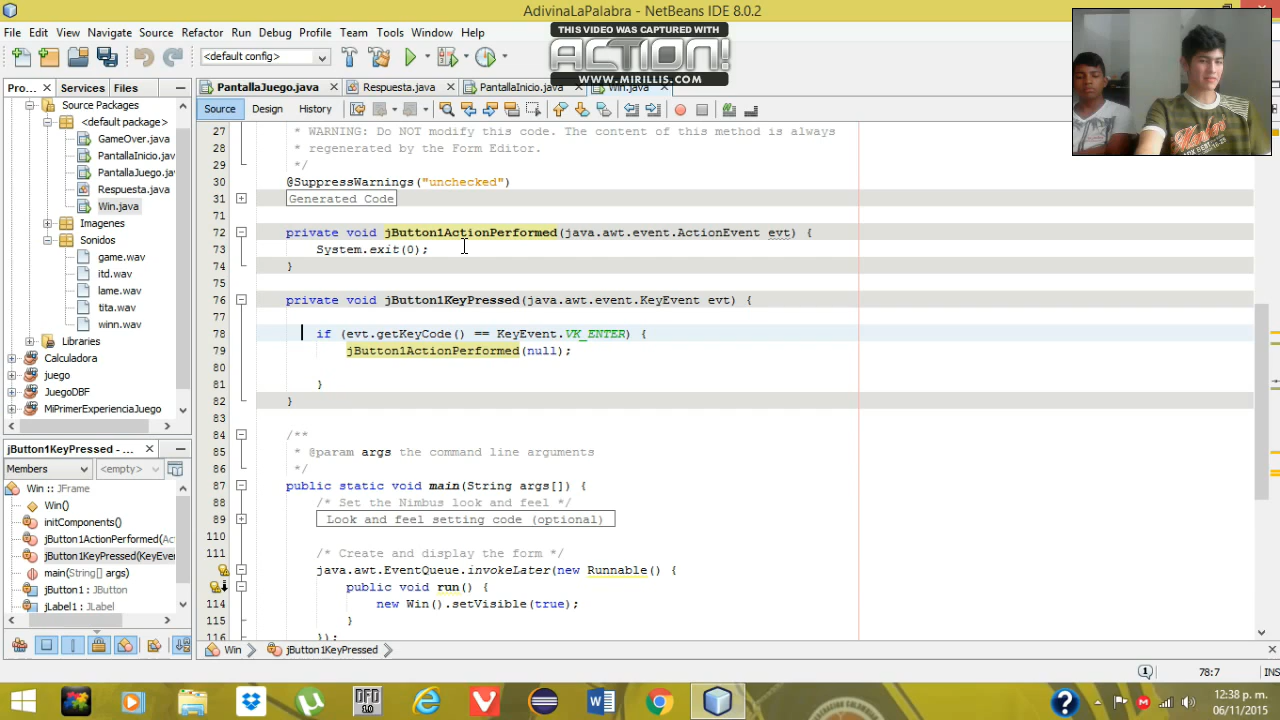 AdivinaLaPalabra - NetBeans IDE 8.0.2
THIS VIDEO WAS CAPTURED WITH
ACTION!
WWW.MIRILLIS.COM
File Edit View Navigate Source Refactor Run Debug Profile Team Tools Window Help
<default config>
Pro... Services Files
PantallaJuego.java Respuesta.java PantallaInicio.java Win.java
Source Design History
Source Packages
<default package>
GameOver.java
PantallaInicio.jav
PantallaJuego.jav
Respuesta.java
Win.java
Imagenes
Sonidos
game.wav
itd.wav
lame.wav
tita.wav
winn.wav
Libraries
Calculadora
juego
JuegoDBF
MiPrimerExperienciaJuego
jButton1KeyPressed - ...
Members <empty>
Win :: JFrame
Win()
initComponents()
jButton1ActionPerformed(Ac
jButton1KeyPressed(KeyEver
main(String[] args)
jButton1 : JButton
jLabel1 : JLabel
27 * WARNING: Do NOT modify this code. The content of this method is always
28 * regenerated by the Form Editor.
29 */
30 @SuppressWarnings("unchecked")
31 Generated Code
71
72 private void jButton1ActionPerformed(java.awt.event.ActionEvent evt) {
73 System.exit(0);
74 }
75
76 private void jButton1KeyPressed(java.awt.event.KeyEvent evt) {
77
78 if (evt.getKeyCode() == KeyEvent.VK_ENTER) {
79 jButton1ActionPerformed(null);
80
81 }
82 }
83
84 /**
85 * @param args the command line arguments
86 */
87 public static void main(String args[]) {
88 /* Set the Nimbus look and feel */
89 Look and feel setting code (optional)
110
111 /* Create and display the form */
java.awt.EventQueue.invokeLater(new Runnable() {
public void run() {
114 new Win().setVisible(true);
115 }
116 });
Win jButton1KeyPressed
1 78:7 INS
DFD
1.0
12:38 p.m.
06/11/2015